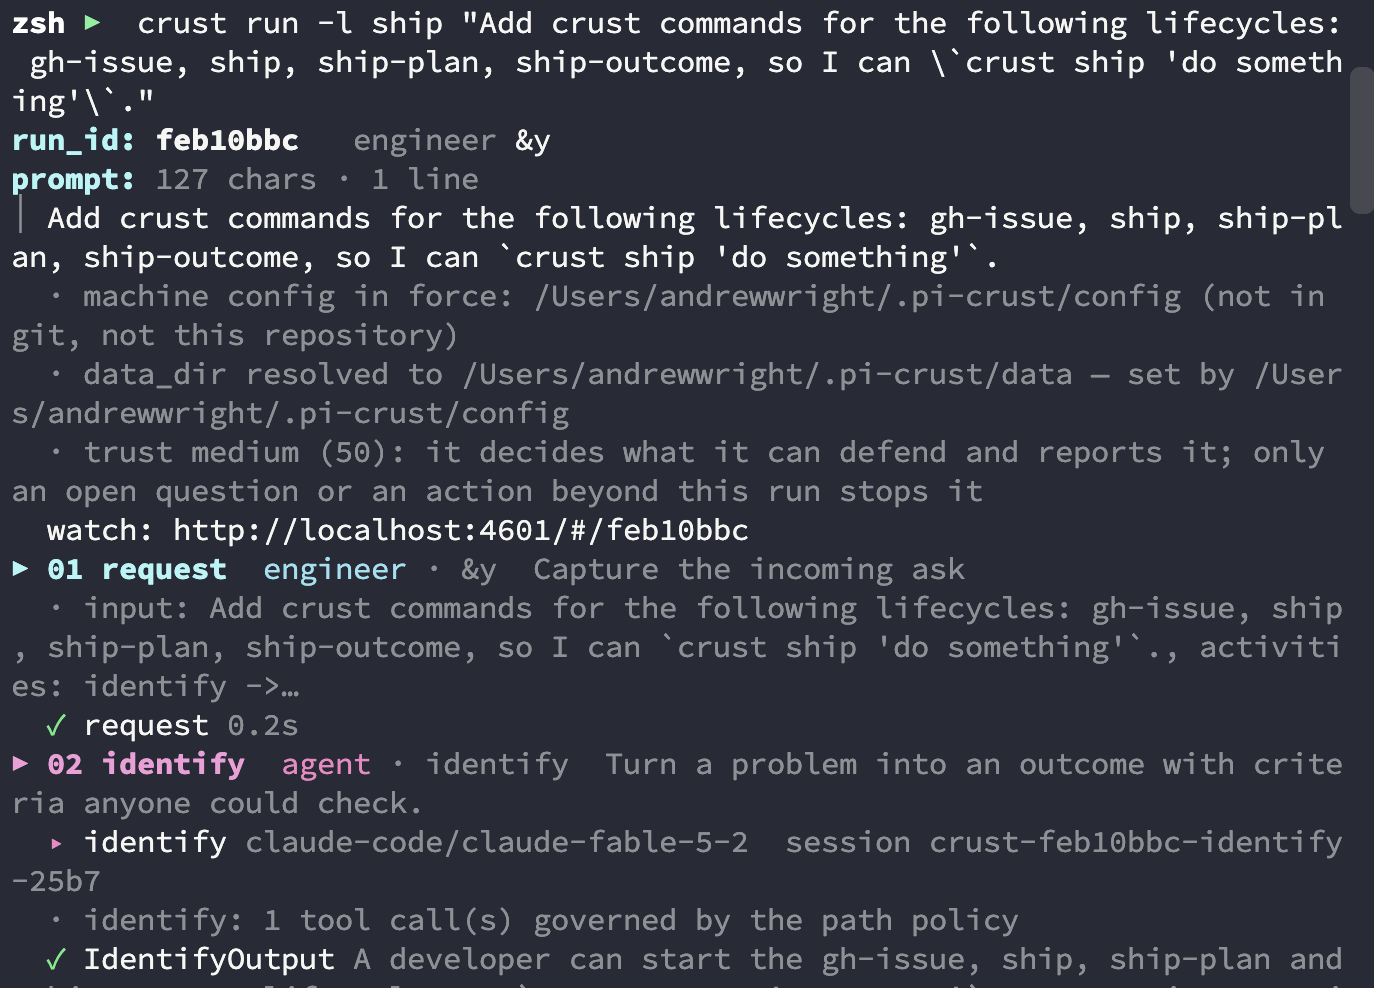 zsh ▶  crust run -l ship "Add crust commands for the following lifecycles:
 gh-issue, ship, ship-plan, ship-outcome, so I can \`crust ship 'do someth
ing'\`."
run_id: feb10bbc   engineer &y
prompt: 127 chars · 1 line
│ Add crust commands for the following lifecycles: gh-issue, ship, ship-pl
an, ship-outcome, so I can `crust ship 'do something'`.
  · machine config in force: /Users/andrewwright/.pi-crust/config (not in
git, not this repository)
  · data_dir resolved to /Users/andrewwright/.pi-crust/data — set by /User
s/andrewwright/.pi-crust/config
  · trust medium (50): it decides what it can defend and reports it; only
an open question or an action beyond this run stops it
  watch: http://localhost:4601/#/feb10bbc
▶ 01 request  engineer · &y  Capture the incoming ask
  · input: Add crust commands for the following lifecycles: gh-issue, ship
, ship-plan, ship-outcome, so I can `crust ship 'do something'`., activiti
es: identify ->…
  ✓ request 0.2s
▶ 02 identify  agent · identify  Turn a problem into an outcome with crite
ria anyone could check.
  ▸ identify claude-code/claude-fable-5-2  session crust-feb10bbc-identify
-25b7
  · identify: 1 tool call(s) governed by the path policy
  ✓ IdentifyOutput A developer can start the gh-issue, ship, ship-plan and